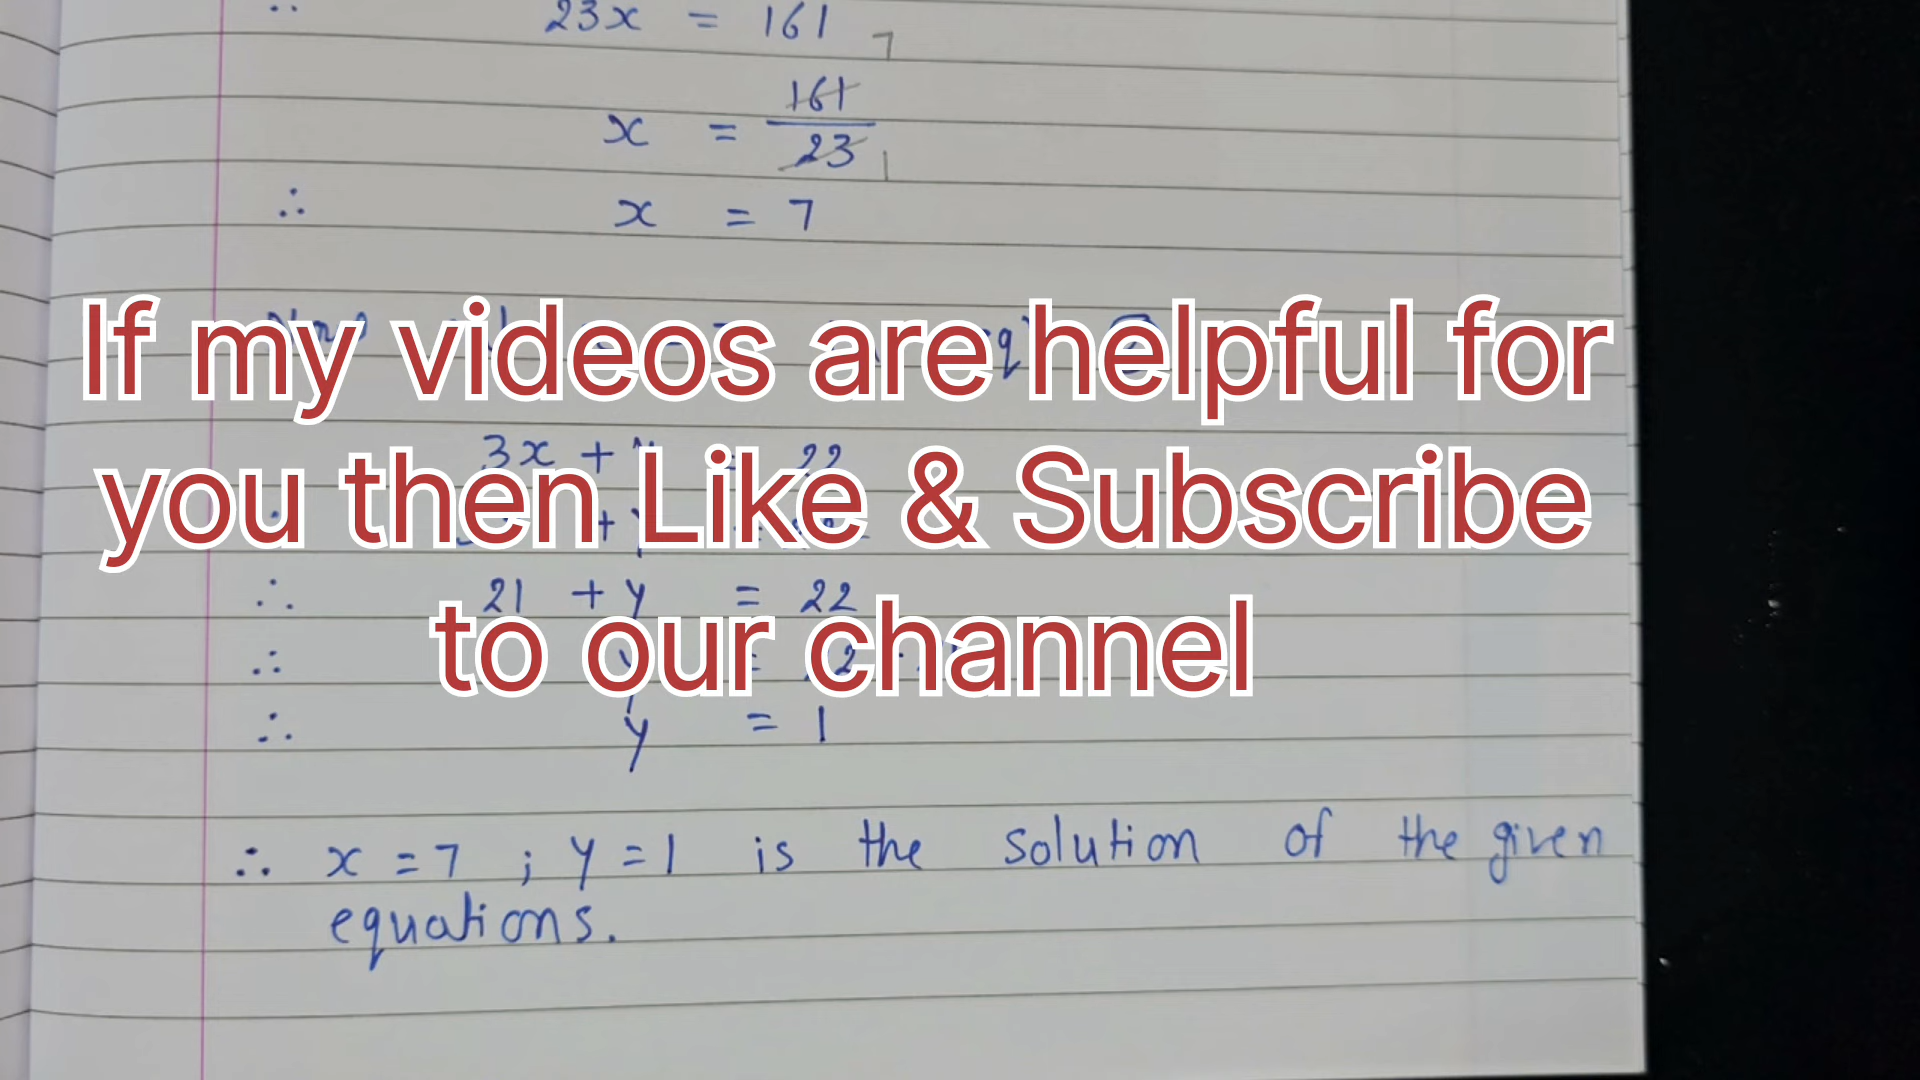 ∴ 23x = 161 7
x = 161/23 1
∴ x = 7
If my videos are helpful for
3x + = 22
you then Like & Subscribe
∴ 21 + y = 22
to our channel
∴ y = 1
∴ x = 7 ; y = 1 is the solution of the given
equations.